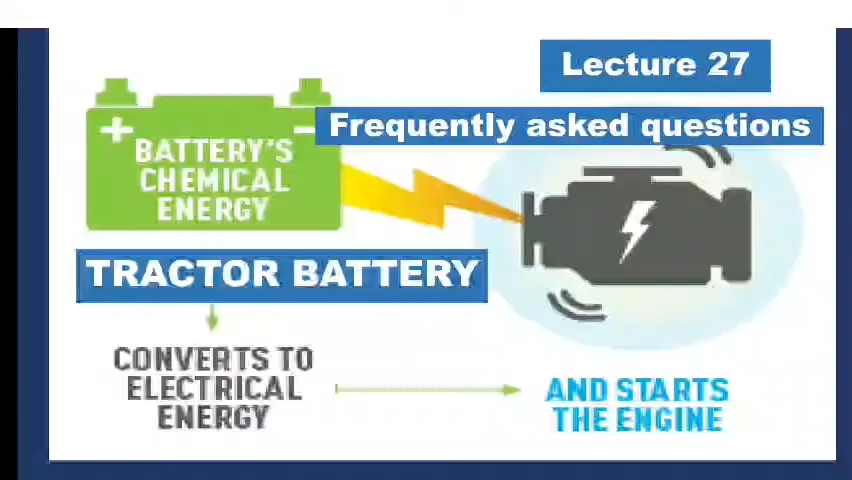 Lecture 27
Frequently asked questions
+ −
BATTERY'S
CHEMICAL
ENERGY
TRACTOR BATTERY
CONVERTS TO
ELECTRICAL
ENERGY
AND STARTS
THE ENGINE